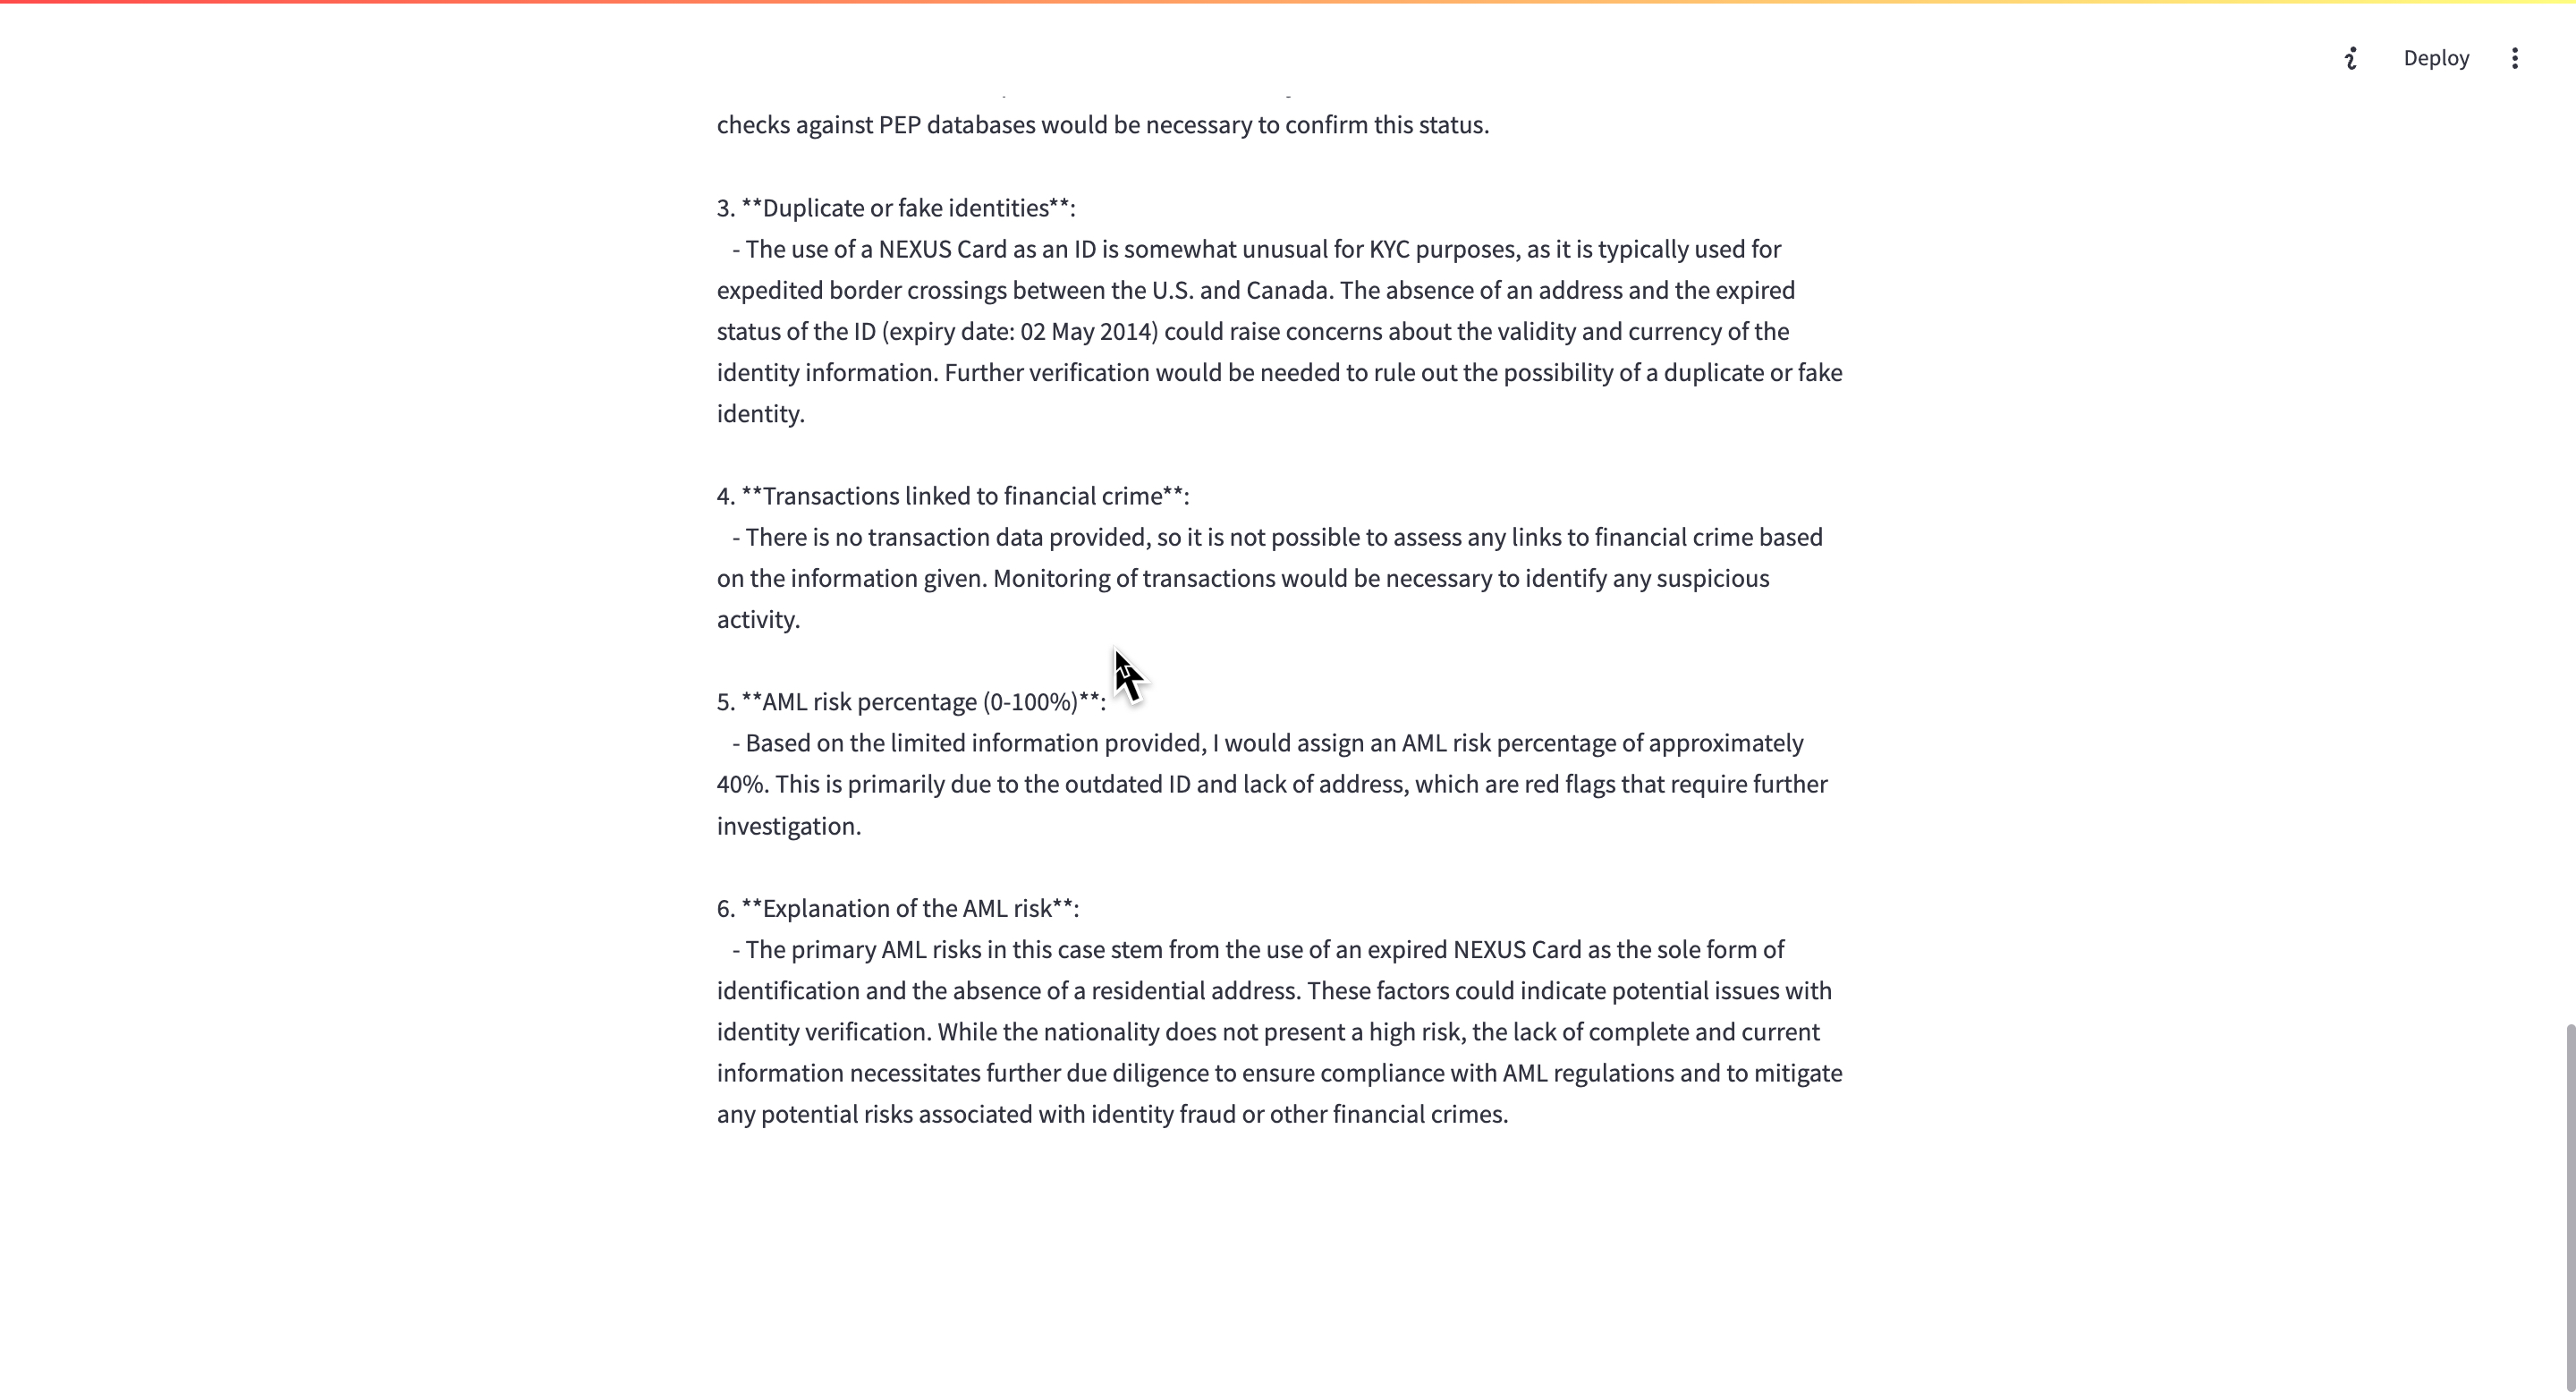 Deploy
checks against PEP databases would be necessary to confirm this status.
3. **Duplicate or fake identities**:
- The use of a NEXUS Card as an ID is somewhat unusual for KYC purposes, as it is typically used for
expedited border crossings between the U.S. and Canada. The absence of an address and the expired
status of the ID (expiry date: 02 May 2014) could raise concerns about the validity and currency of the
identity information. Further verification would be needed to rule out the possibility of a duplicate or fake
identity.
4. **Transactions linked to financial crime**:
- There is no transaction data provided, so it is not possible to assess any links to financial crime based
on the information given. Monitoring of transactions would be necessary to identify any suspicious
activity.
5. **AML risk percentage (0-100%)**:
- Based on the limited information provided, I would assign an AML risk percentage of approximately
40%. This is primarily due to the outdated ID and lack of address, which are red flags that require further
investigation.
6. **Explanation of the AML risk**:
- The primary AML risks in this case stem from the use of an expired NEXUS Card as the sole form of
identification and the absence of a residential address. These factors could indicate potential issues with
identity verification. While the nationality does not present a high risk, the lack of complete and current
information necessitates further due diligence to ensure compliance with AML regulations and to mitigate
any potential risks associated with identity fraud or other financial crimes.